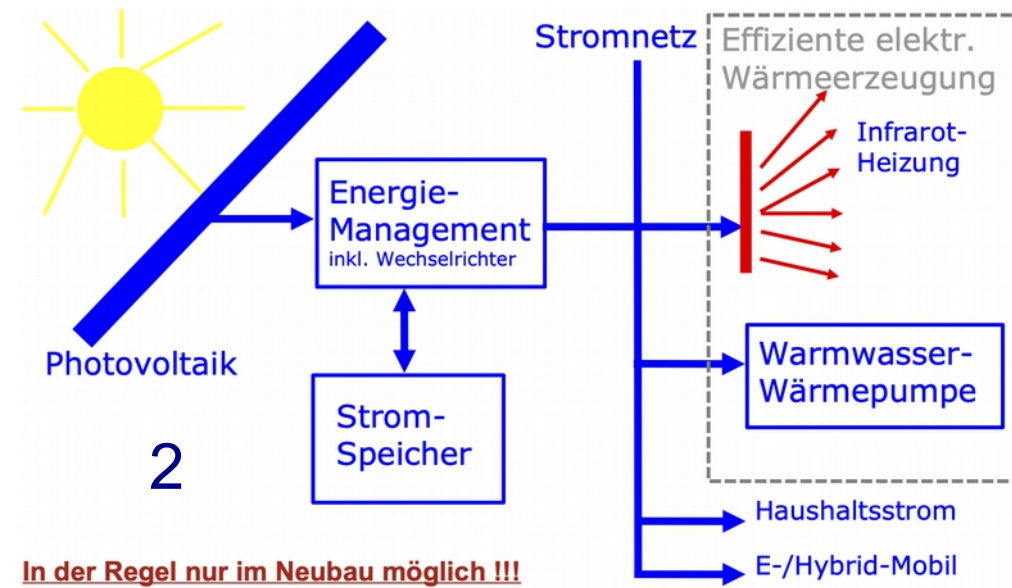 Stromnetz
Effiziente elektr.
Wärmeerzeugung
Infrarot-
Heizung
Energie-
Management
inkl. Wechselrichter
Photovoltaik
Warmwasser-
Wärmepumpe
Strom-
Speicher
2
Haushaltsstrom
E-/Hybrid-Mobil
In der Regel nur im Neubau möglich !!!